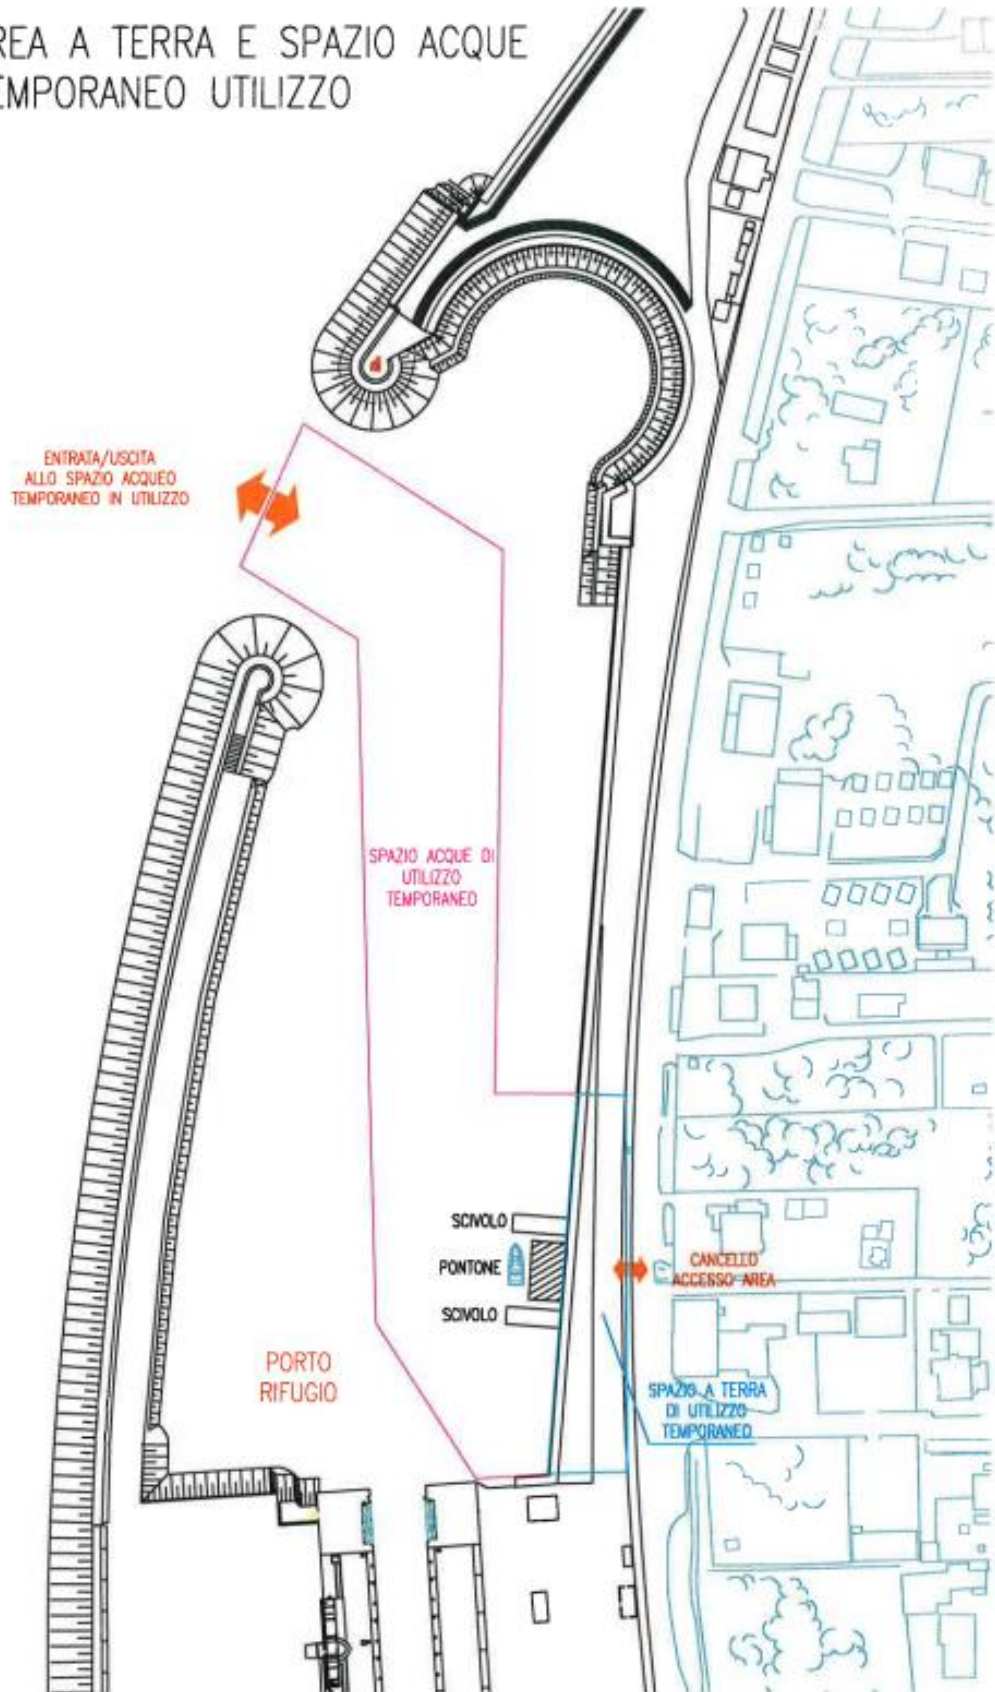 REA A TERRA E SPAZIO ACQUE
EMPORANEO UTILIZZO
ENTRATA/USCITA
ALLO SPAZIO ACQUEO
TEMPORANEO IN UTILIZZO
SPAZIO ACQUE DI
UTILIZZO
TEMPORANEO
SCIVOLO
PONTONE
SCIVOLO
CANCELLO
ACCESSO AREA
PORTO
RIFUGIO
SPAZIO A TERRA
DI UTILIZZO
TEMPORANEO